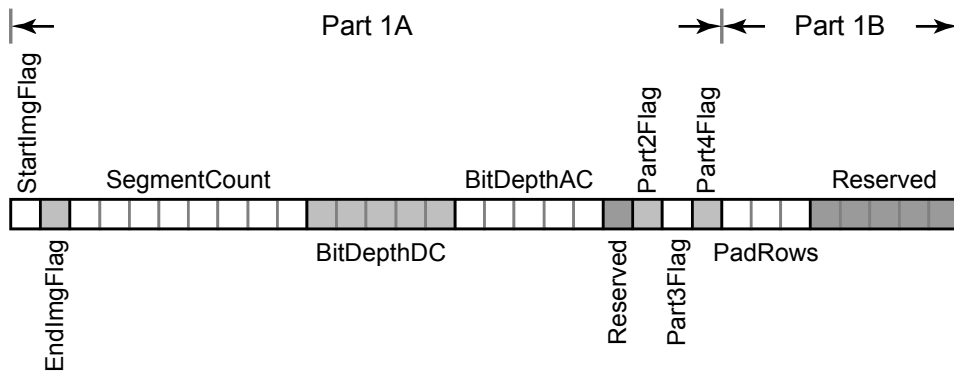 Part 1A
Part 1B
StartImgFlag
SegmentCount
BitDepthAC
Part2Flag
Part4Flag
Reserved
EndImgFlag
BitDepthDC
Reserved
Part3Flag
PadRows